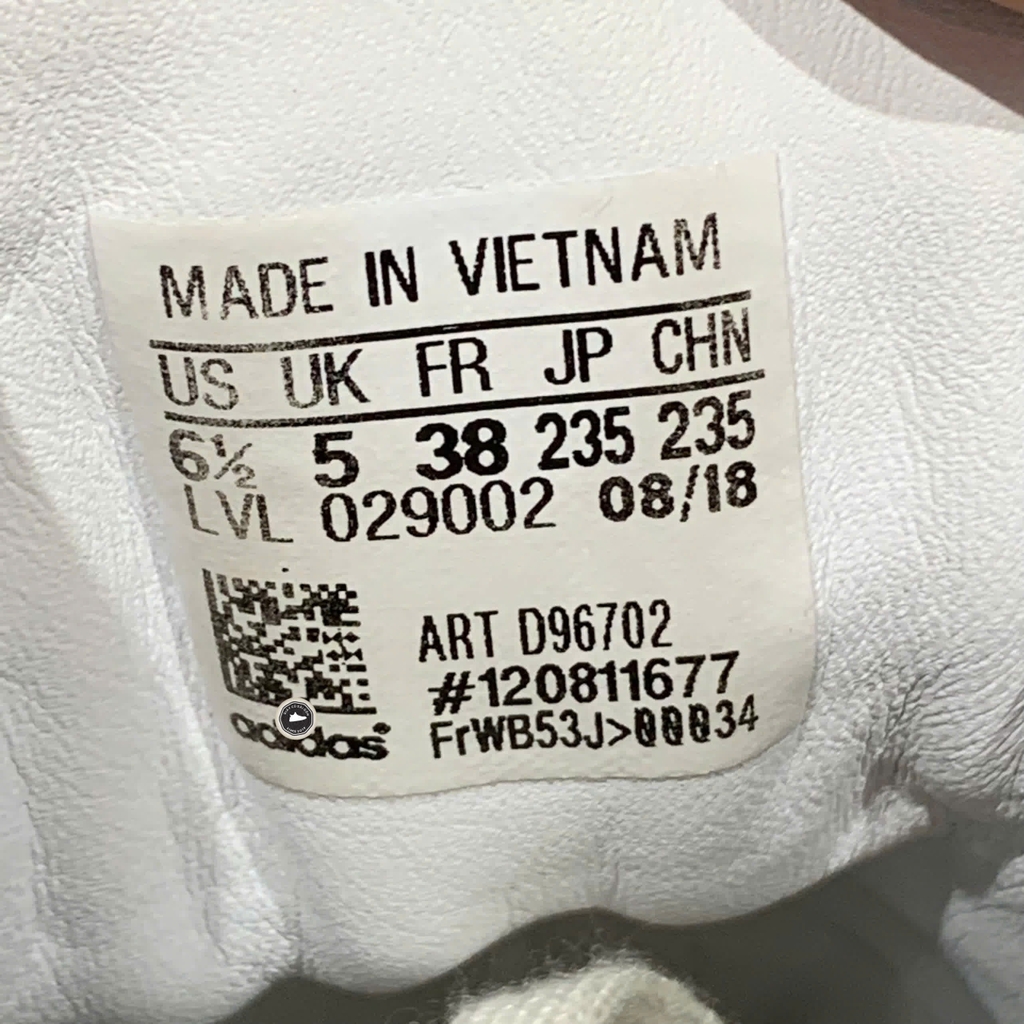 MADE IN VIETNAM
US UK FR JP CHN
6½ 5 38 235 235
LVL 029002 08/18
ART D96702
#120811677
adidas FrWB53J>00034